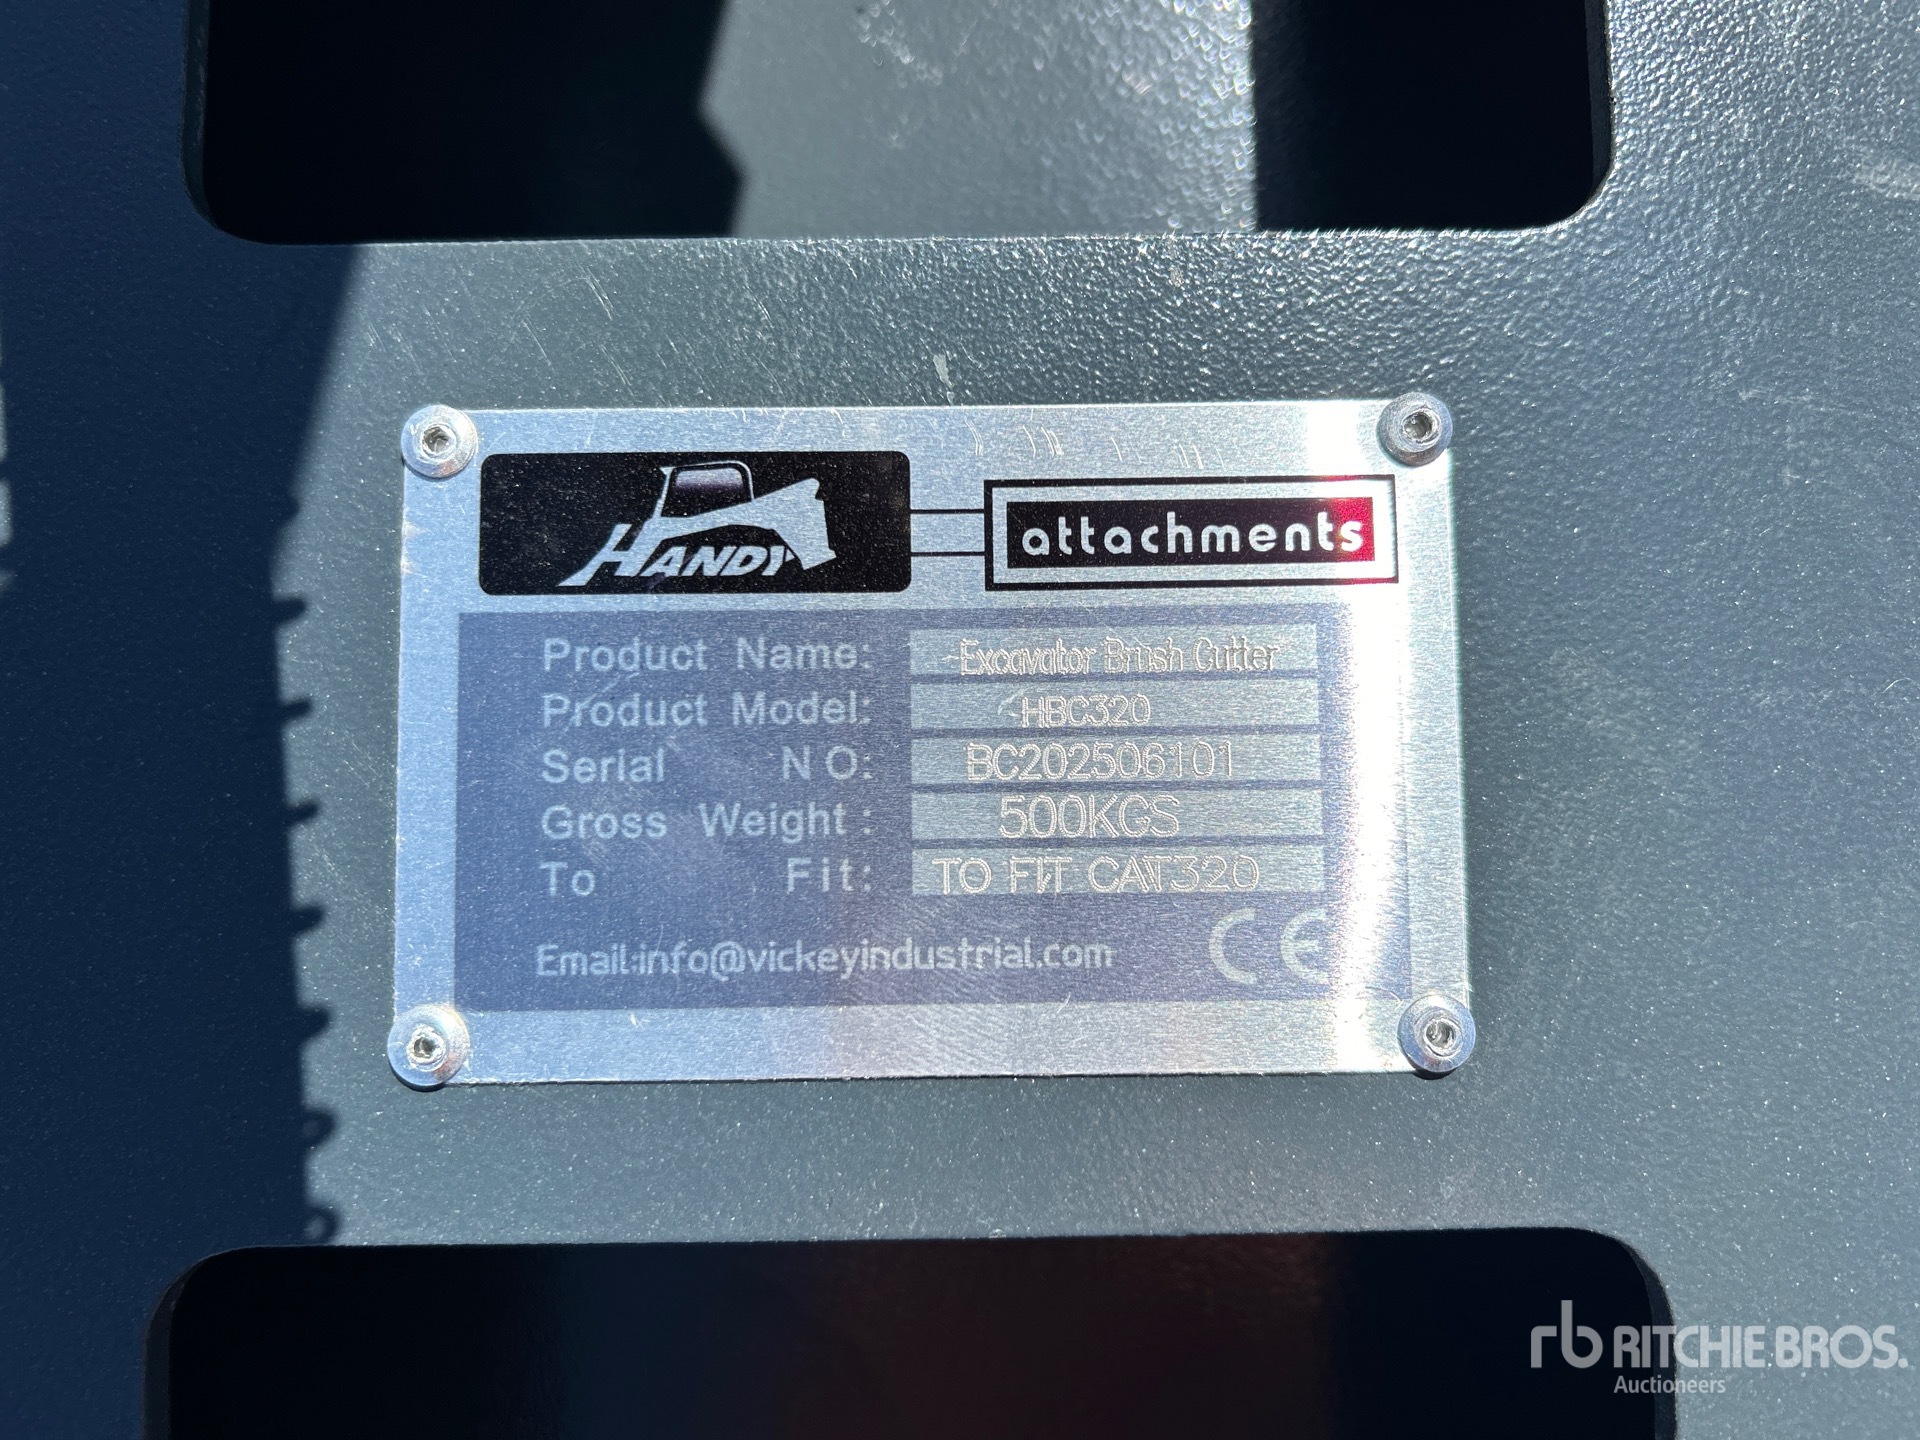 HANDY
attachments
Product Name: Excavator Brush Cutter
Product Model: HBC320
Serial NO: BC202506101
Gross Weight: 500KGS
To Fit: TO FIT CAT320
Email:info@vickeyindustrial.com CE
rb RITCHIE BROS.
Auctioneers